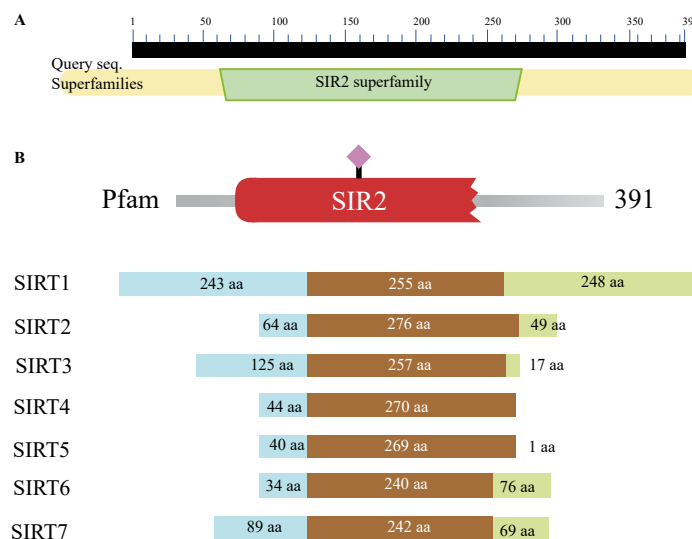 A
1 50 100 150 200 250 300 350 39
Query seq.
Superfamilies
SIR2 superfamily
B
Pfam SIR2 391
SIRT1 243 aa 255 aa 248 aa
SIRT2 64 aa 276 aa 49 aa
SIRT3 125 aa 257 aa 17 aa
SIRT4 44 aa 270 aa
SIRT5 40 aa 269 aa 1 aa
SIRT6 34 aa 240 aa 76 aa
SIRT7 89 aa 242 aa 69 aa